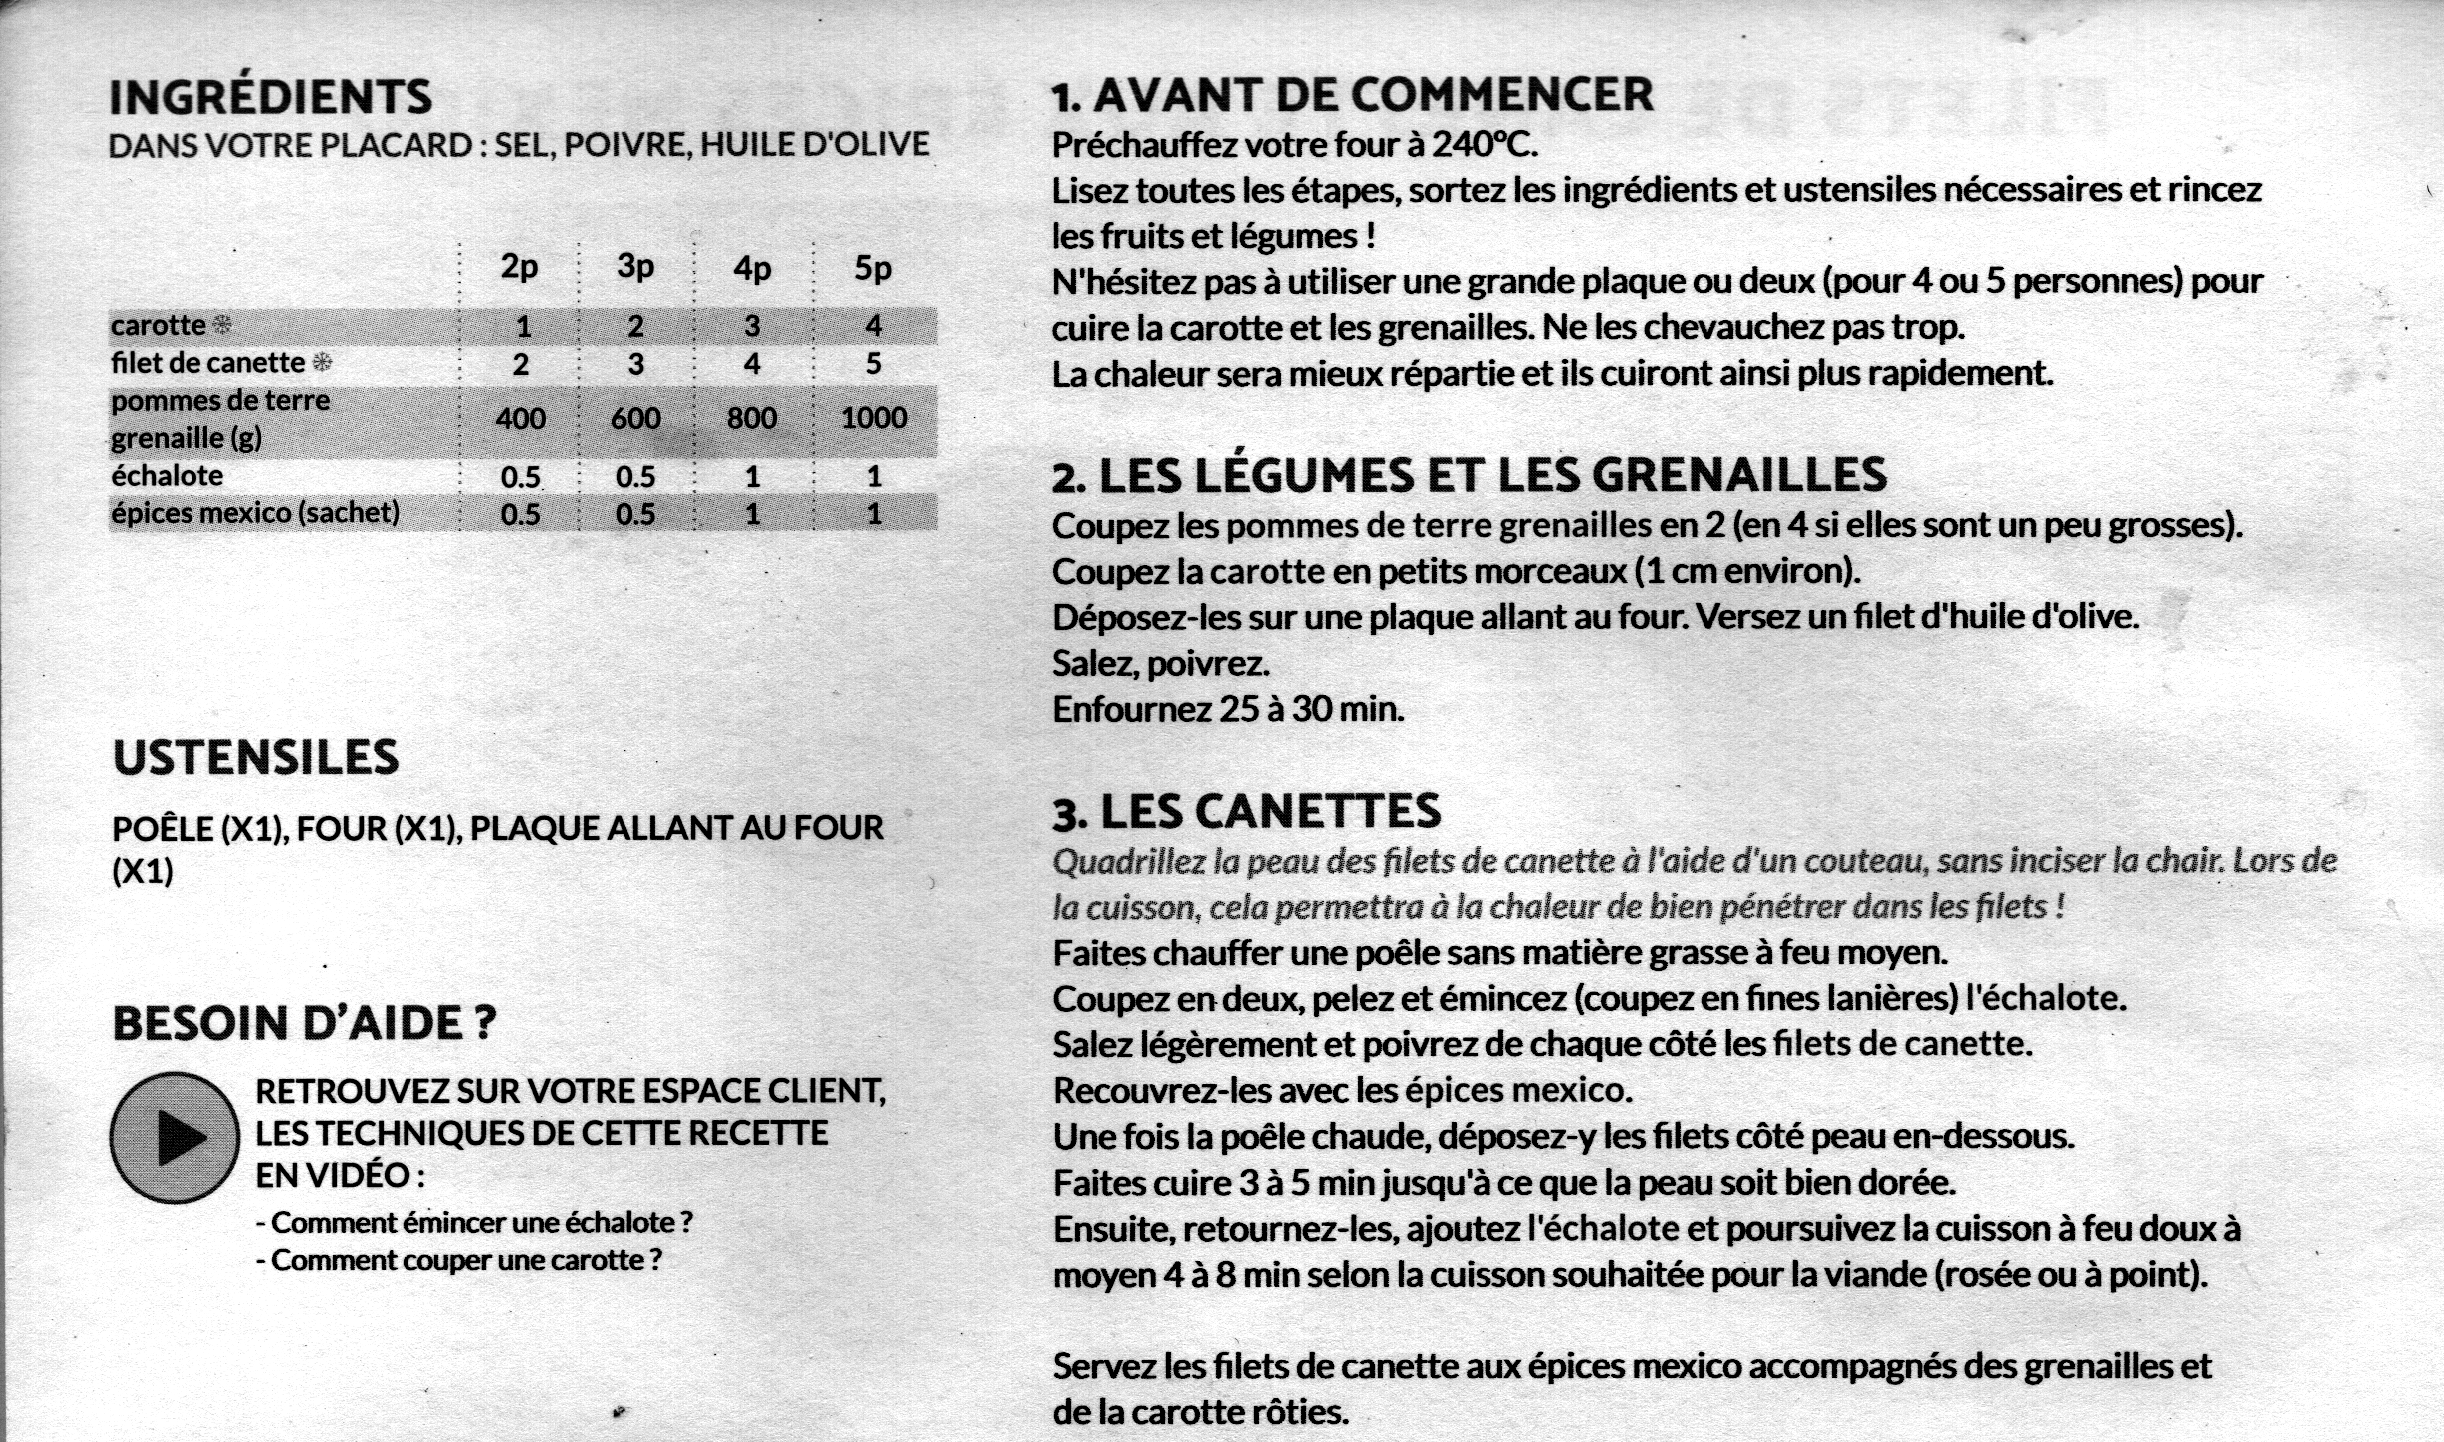 INGRÉDIENTS
DANS VOTRE PLACARD : SEL, POIVRE, HUILE D'OLIVE
2p 3p 4p 5p
carotte 1 2 3 4
filet de canette 2 3 4 5
pommes de terre
grenaille (g) 400 600 800 1000
échalote 0.5 0.5 1 1
épices mexico (sachet) 0.5 0.5 1 1
USTENSILES
POÊLE (X1), FOUR (X1), PLAQUE ALLANT AU FOUR
(X1)
BESOIN D'AIDE ?
RETROUVEZ SUR VOTRE ESPACE CLIENT,
LES TECHNIQUES DE CETTE RECETTE
EN VIDÉO :
- Comment émincer une échalote ?
- Comment couper une carotte ?
1. AVANT DE COMMENCER
Préchauffez votre four à 240°C.
Lisez toutes les étapes, sortez les ingrédients et ustensiles nécessaires et rincez
les fruits et légumes !
N'hésitez pas à utiliser une grande plaque ou deux (pour 4 ou 5 personnes) pour
cuire la carotte et les grenailles. Ne les chevauchez pas trop.
La chaleur sera mieux répartie et ils cuiront ainsi plus rapidement.
2. LES LÉGUMES ET LES GRENAILLES
Coupez les pommes de terre grenailles en 2 (en 4 si elles sont un peu grosses).
Coupez la carotte en petits morceaux (1 cm environ).
Déposez-les sur une plaque allant au four. Versez un filet d'huile d'olive.
Salez, poivrez.
Enfournez 25 à 30 min.
3. LES CANETTES
Quadrillez la peau des filets de canette à l'aide d'un couteau, sans inciser la chair. Lors de
la cuisson, cela permettra à la chaleur de bien pénétrer dans les filets !
Faites chauffer une poêle sans matière grasse à feu moyen.
Coupez en deux, pelez et émincez (coupez en fines lanières) l'échalote.
Salez légèrement et poivrez de chaque côté les filets de canette.
Recouvrez-les avec les épices mexico.
Une fois la poêle chaude, déposez-y les filets côté peau en-dessous.
Faites cuire 3 à 5 min jusqu'à ce que la peau soit bien dorée.
Ensuite, retournez-les, ajoutez l'échalote et poursuivez la cuisson à feu doux à
moyen 4 à 8 min selon la cuisson souhaitée pour la viande (rosée ou à point).
Servez les filets de canette aux épices mexico accompagnés des grenailles et
de la carotte rôties.